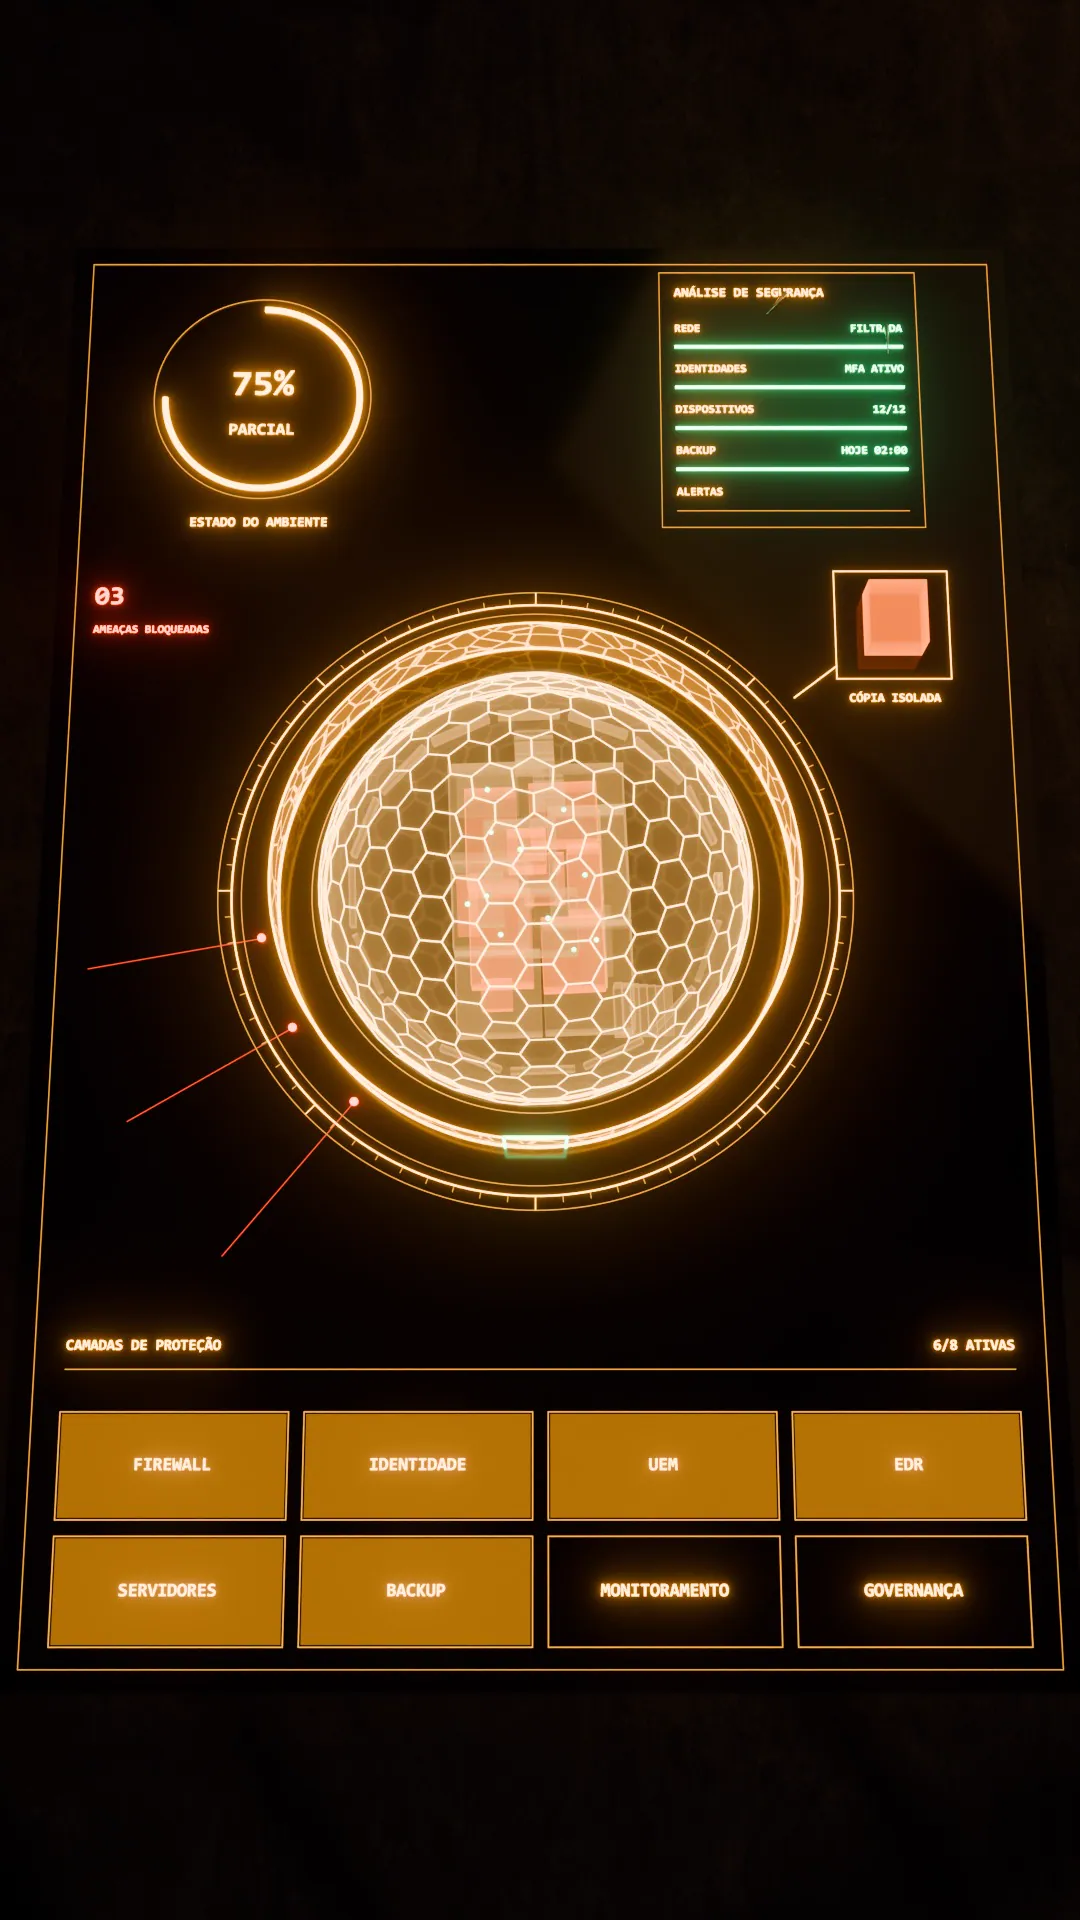 75%
PARCIAL
ESTADO DO AMBIENTE
ANÁLISE DE SEGURANÇA
REDE FILTRADA
IDENTIDADES MFA ATIVO
DISPOSITIVOS 12/12
BACKUP HOJE 02:00
ALERTAS
03
AMEAÇAS BLOQUEADAS
CÓPIA ISOLADA
CAMADAS DE PROTEÇÃO 6/8 ATIVAS
FIREWALL IDENTIDADE UEM EDR
SERVIDORES BACKUP MONITORAMENTO GOVERNANÇA